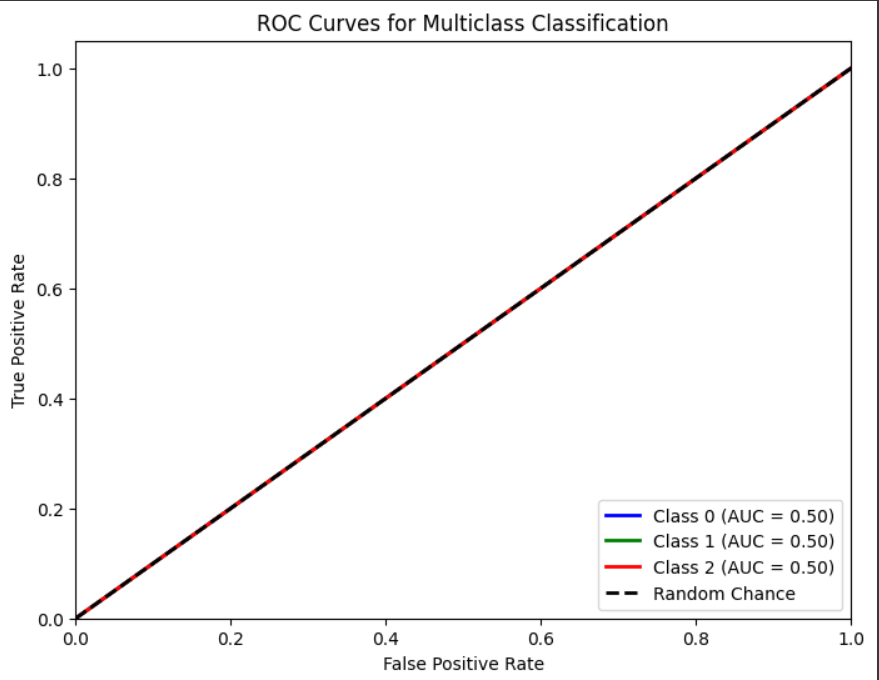 ROC Curves for Multiclass Classification
1.0
0.8
0.6
0.4
0.2
0.0
True Positive Rate
0.0 0.2 0.4 0.6 0.8 1.0
False Positive Rate
Class 0 (AUC = 0.50)
Class 1 (AUC = 0.50)
Class 2 (AUC = 0.50)
Random Chance